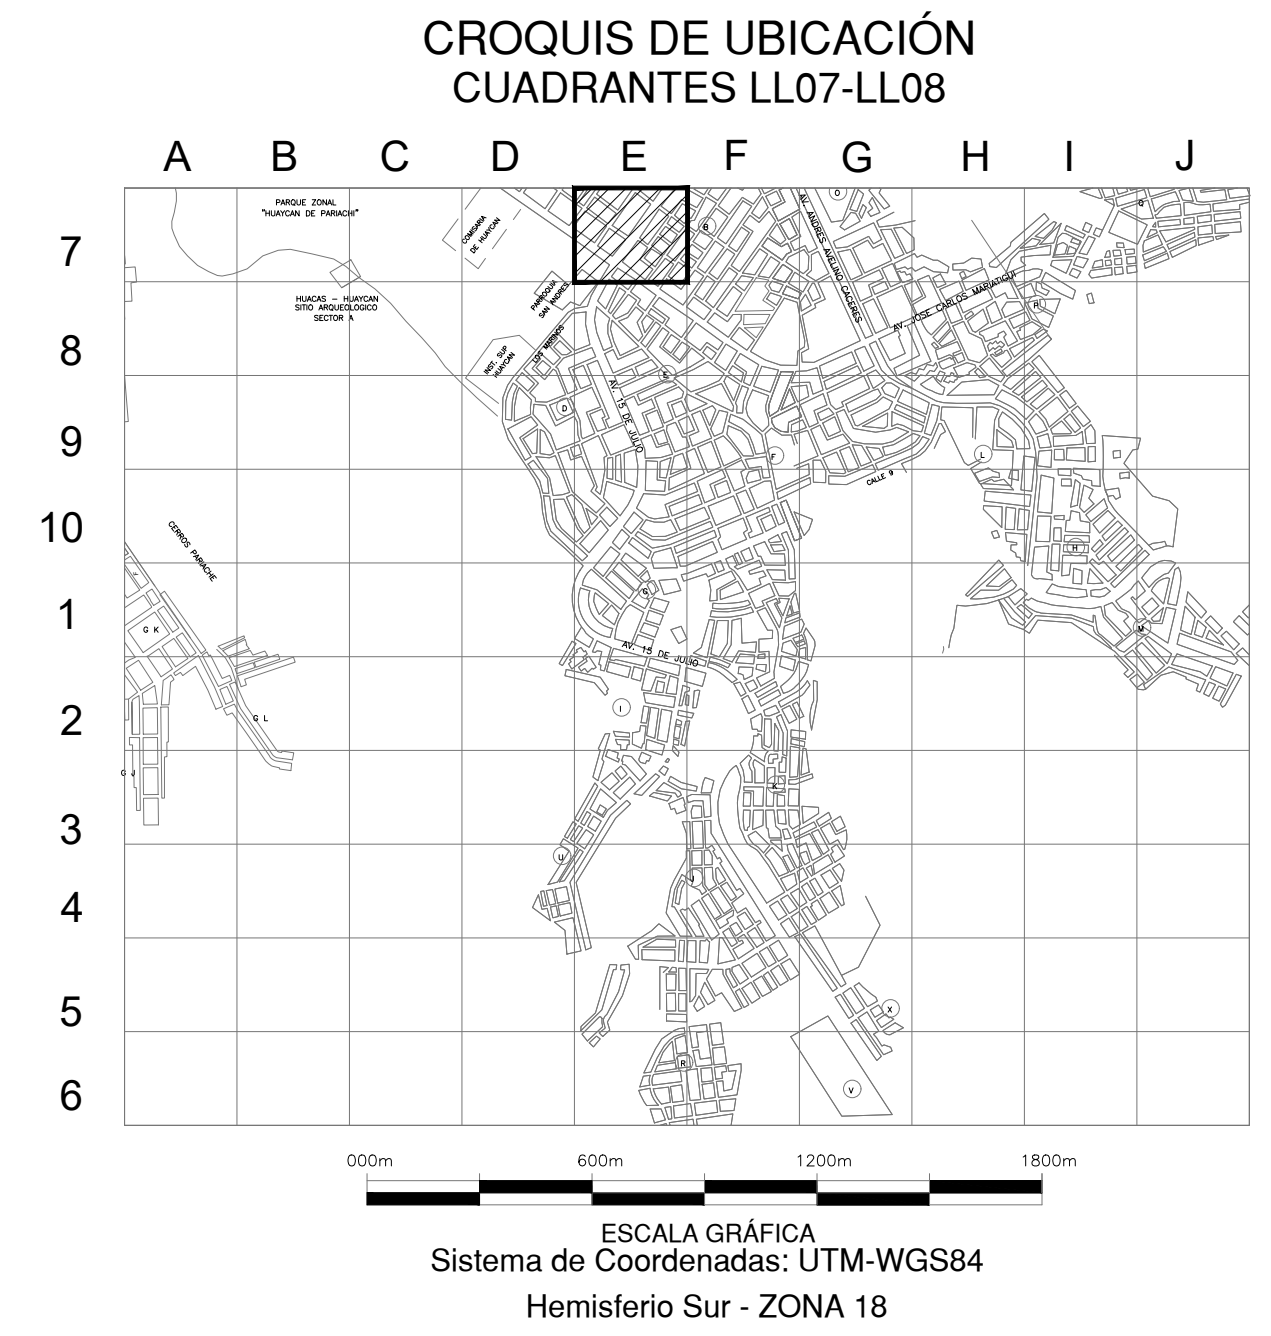 CROQUIS DE UBICACIÓN
CUADRANTES LL07-LL08
A B C D E F G H I J
7
8
9
10
1
2
3
4
5
6
PARQUE ZONAL
"HUAYCAN DE PARIACHI"
COMISARIA
DE HUAYCAN
B
O
Q
AV. ANDRES AVELINO CACERES
HUACAS – HUAYCAN
SITIO ARQUEOLOGICO
SECTOR A
PARROQUIA
SAN ANDRES
AV. JOSE CARLOS MARIATIGUI
INST. SUP
HUAYCAN
LOS MARINOS
AV. 15 DE JULIO
D
F
L
CALLE 9
CERROS PARIACHE
H
G
G K
M
AV. 15 DE JULIO
I
G L
G J
K
U
J
X
R
V
000m 600m 1200m 1800m
ESCALA GRÁFICA
Sistema de Coordenadas: UTM-WGS84
Hemisferio Sur - ZONA 18